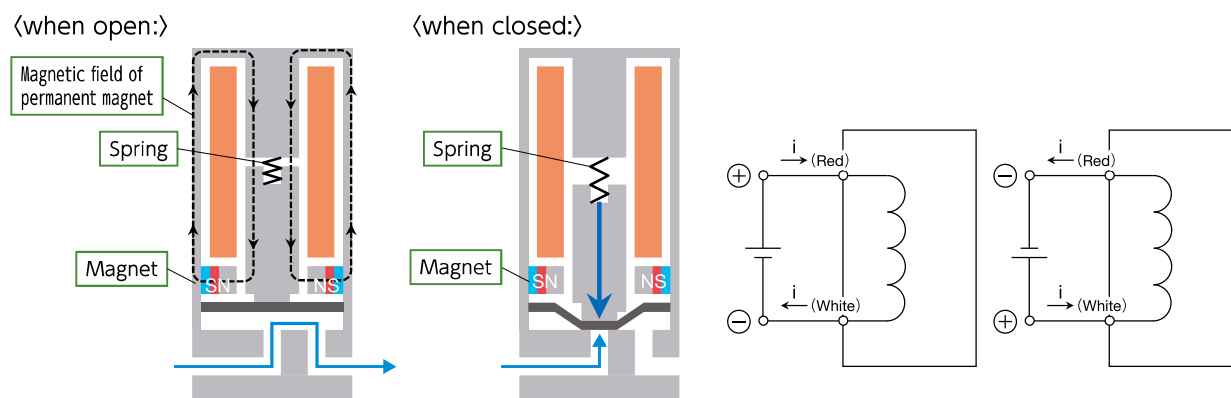 〈when open:〉
Magnetic field of
permanent magnet
Spring
Magnet
SN
NS
〈when closed:〉
Spring
Magnet
SN
NS
i
(Red)
+
−
i
(White)
i
(Red)
−
+
i
(White)